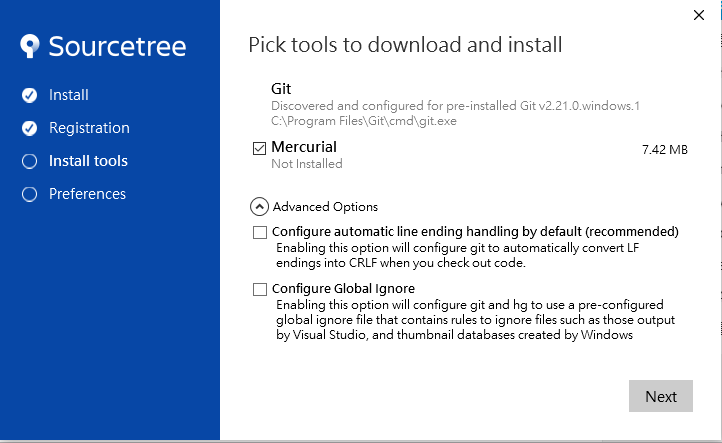 Sourcetree
Install
Registration
Install tools
Preferences
Pick tools to download and install
Git
Discovered and configured for pre-installed Git v2.21.0.windows.1
C:\Program Files\Git\cmd\git.exe
Mercurial
7.42 MB
Not Installed
Advanced Options
Configure automatic line ending handling by default (recommended)
Enabling this option will configure git to automatically convert LF
endings into CRLF when you check out code.
Configure Global Ignore
Enabling this option will configure git and hg to use a pre-configured
global ignore file that contains rules to ignore files such as those output
by Visual Studio, and thumbnail databases created by Windows
Next